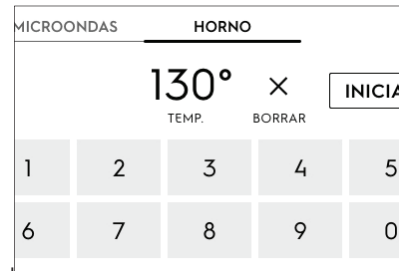 MICROONDAS HORNO
130° × INICIA
TEMP. BORRAR
1 2 3 4 5
6 7 8 9 0